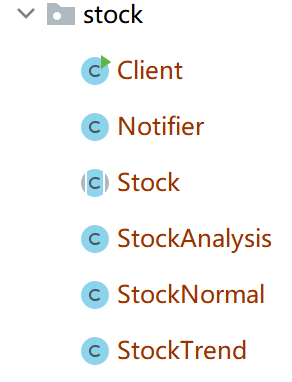 stock
Client
Notifier
Stock
StockAnalysis
StockNormal
StockTrend